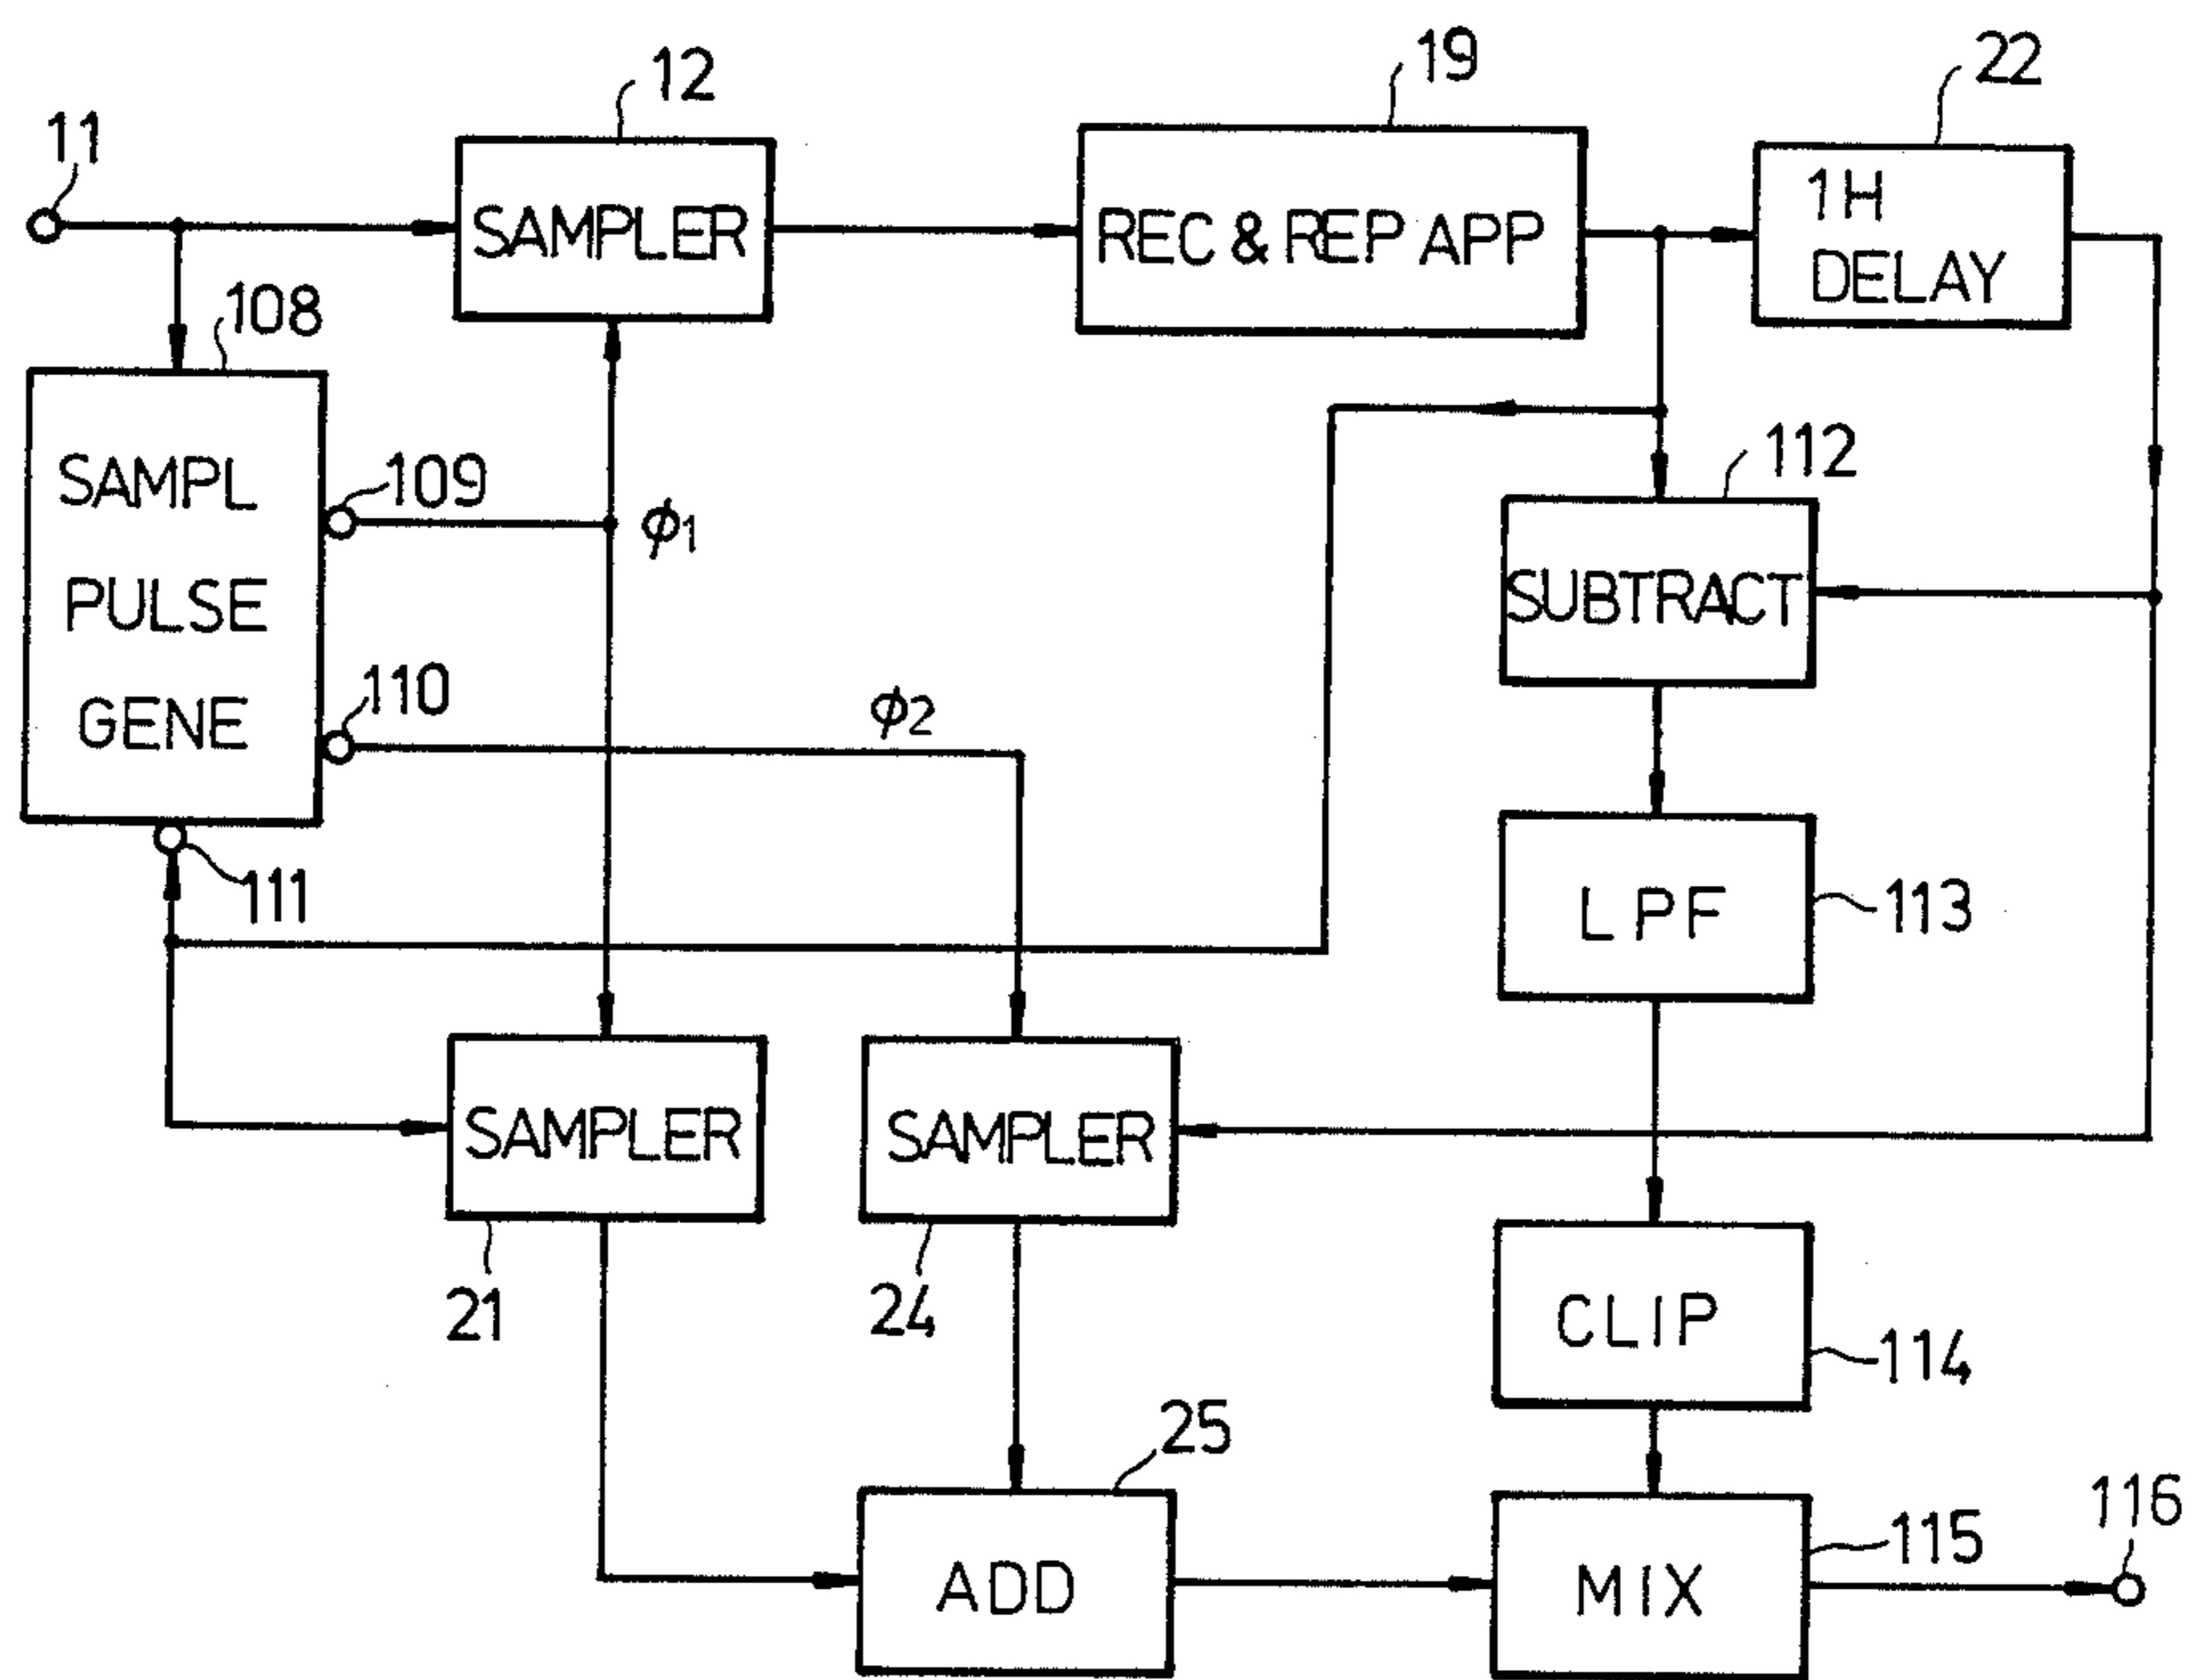 11
12
19
22
SAMPLER
REC & REP APP
1H
DELAY
108
SAMPL
PULSE
GENE
109
ϕ1
112
SUBTRACT
110
ϕ2
111
LPF
113
SAMPLER
SAMPLER
21
24
CLIP
114
25
ADD
MIX
115
116